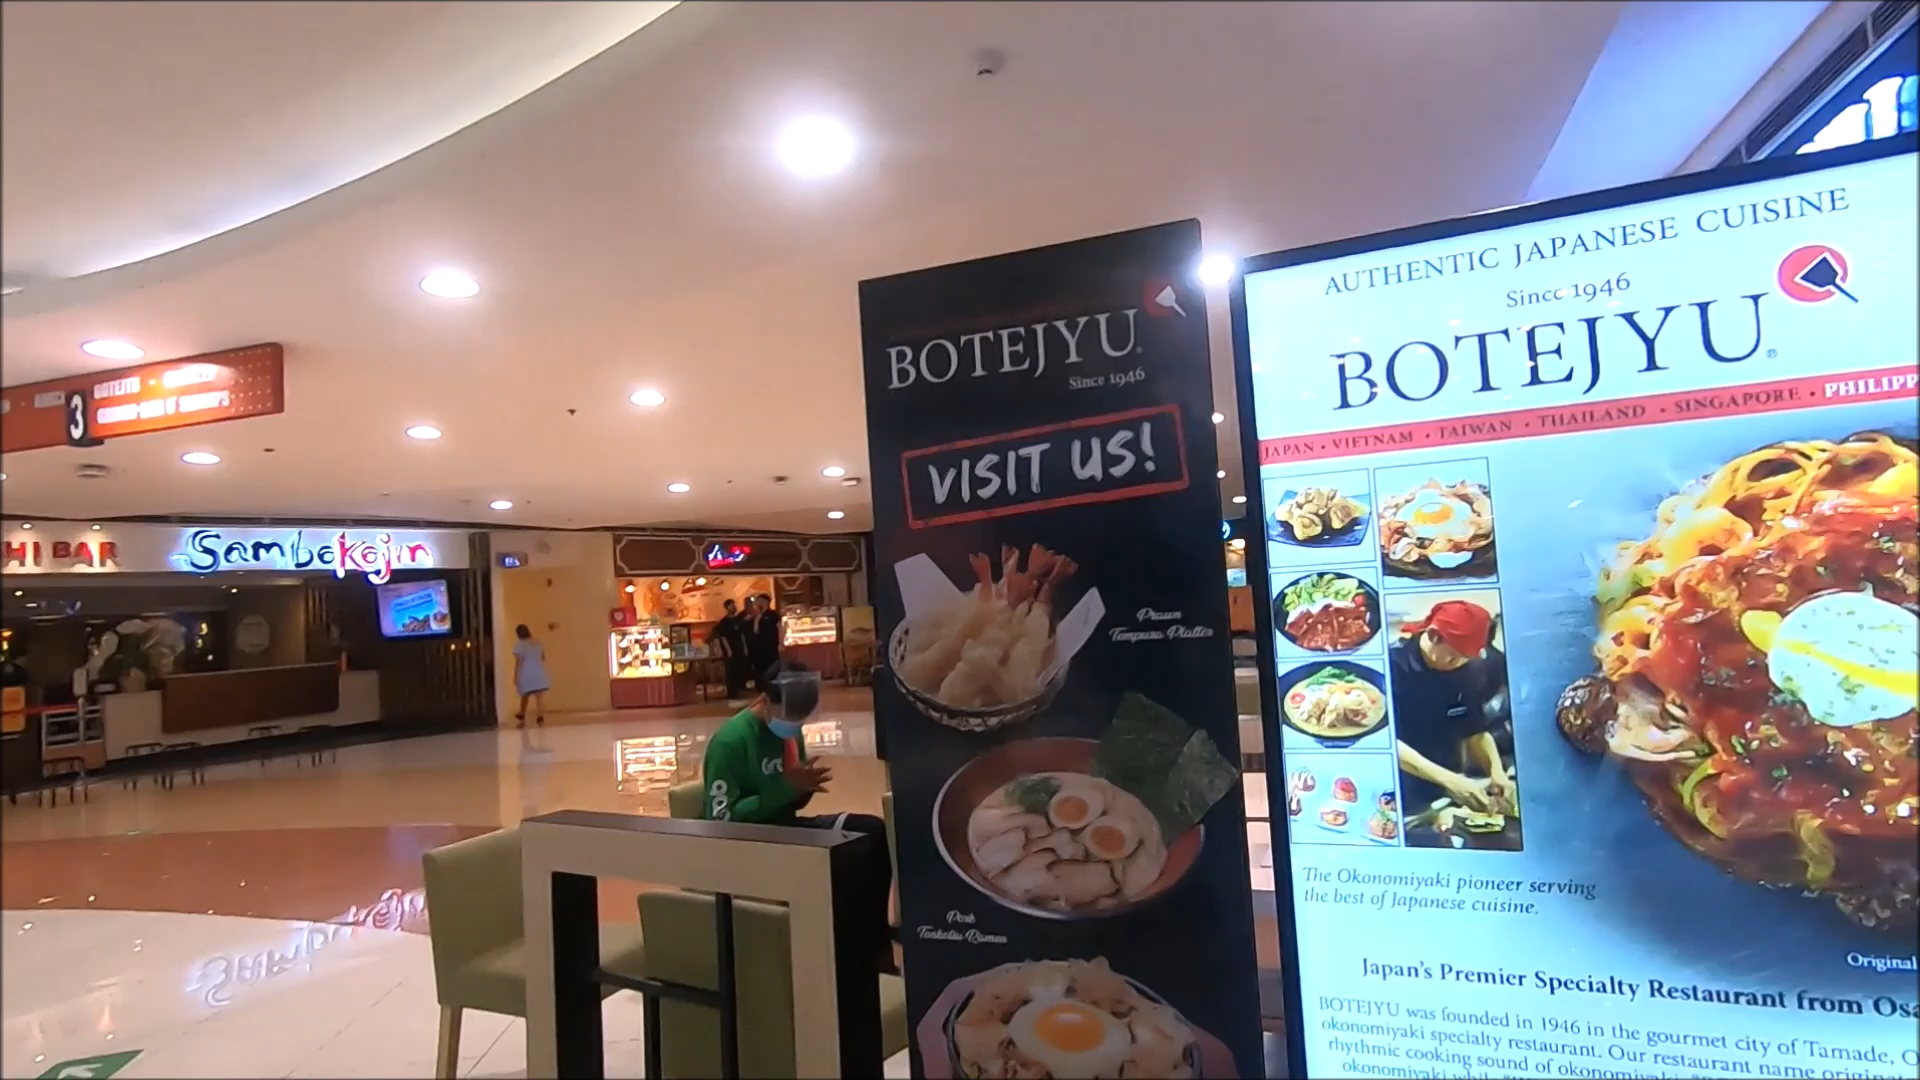 3
HI BAR
SamboKojin
BOTEJYU
Since 1946
VISIT US!
Prawn
Tempura Platter
Pork
Tonkotsu Ramen
AUTHENTIC JAPANESE CUISINE
Since 1946
BOTEJYU®
JAPAN • VIETNAM • TAIWAN • THAILAND • SINGAPORE • PHILIPP
The Okonomiyaki pioneer serving
the best of Japanese cuisine.
Original
Japan's Premier Specialty Restaurant from Osa
BOTEJYU was founded in 1946 in the gourmet city of Tamade, O
okonomiyaki specialty restaurant. Our restaurant name originat
rhythmic cooking sound of okonomiyaki
okonomiyaki